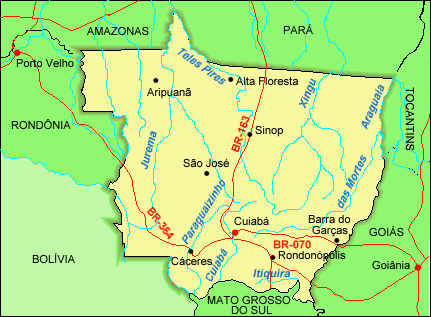 AMAZONAS
PARÁ
Porto Velho
Teles Pires
Alta Floresta
Aripuanã
Xingu
Araguaia
TOCANTINS
RONDÔNIA
BR-163
Sinop
Jurema
São José
Paraguaizinho
das Mortes
BR-364
Cuiabá
Barra do
Garças
GOIÁS
BR-070
Cáceres
Cuiabá
Rondonópolis
BOLÍVIA
Itiquira
Goiânia
MATO GROSSO
DO SUL